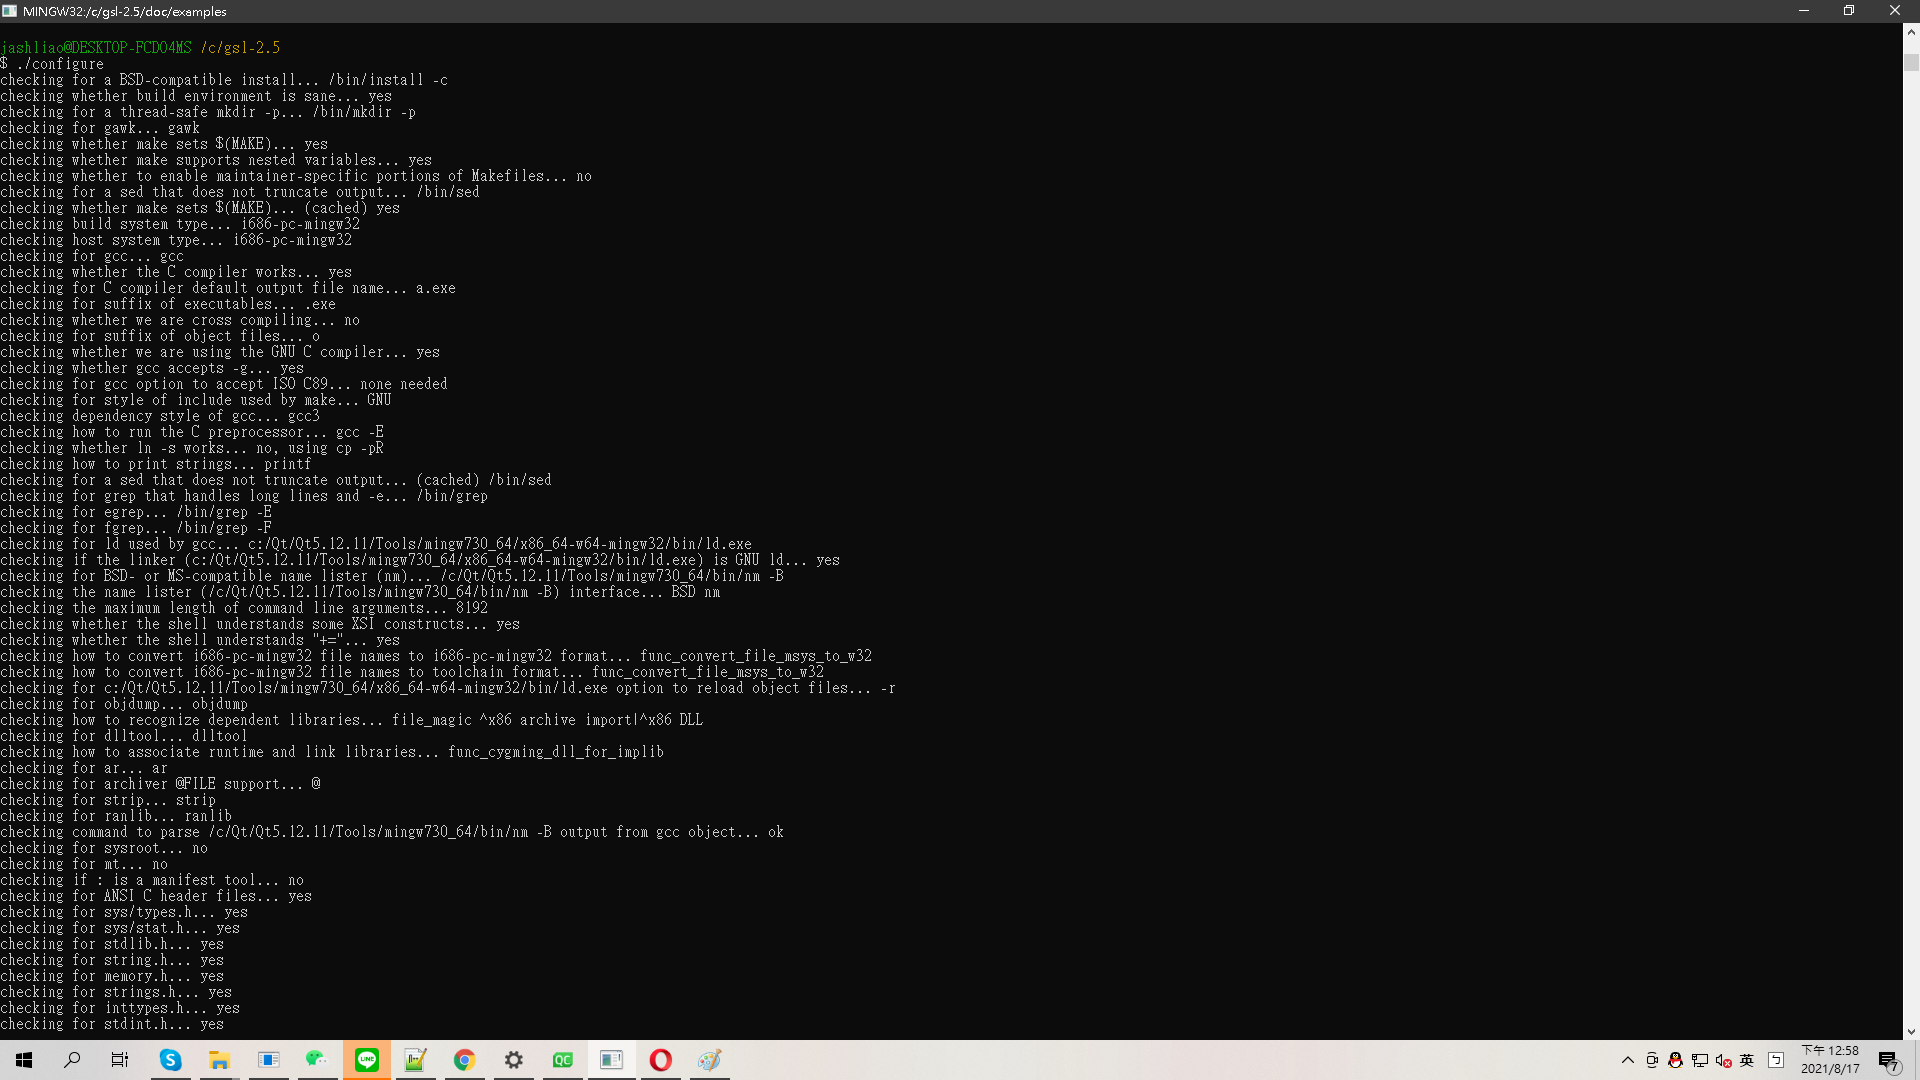 MINGW32:/c/gsl-2.5/doc/examples
jashliao@DESKTOP-FCDO4MS /c/gsl-2.5
$ ./configure
checking for a BSD-compatible install... /bin/install -c
checking whether build environment is sane... yes
checking for a thread-safe mkdir -p... /bin/mkdir -p
checking for gawk... gawk
checking whether make sets $(MAKE)... yes
checking whether make supports nested variables... yes
checking whether to enable maintainer-specific portions of Makefiles... no
checking for a sed that does not truncate output... /bin/sed
checking whether make sets $(MAKE)... (cached) yes
checking build system type... i686-pc-mingw32
checking host system type... i686-pc-mingw32
checking for gcc... gcc
checking whether the C compiler works... yes
checking for C compiler default output file name... a.exe
checking for suffix of executables... .exe
checking whether we are cross compiling... no
checking for suffix of object files... o
checking whether we are using the GNU C compiler... yes
checking whether gcc accepts -g... yes
checking for gcc option to accept ISO C89... none needed
checking for style of include used by make... GNU
checking dependency style of gcc... gcc3
checking how to run the C preprocessor... gcc -E
checking whether ln -s works... no, using cp -pR
checking how to print strings... printf
checking for a sed that does not truncate output... (cached) /bin/sed
checking for grep that handles long lines and -e... /bin/grep
checking for egrep... /bin/grep -E
checking for fgrep... /bin/grep -F
checking for ld used by gcc... c:/Qt/Qt5.12.11/Tools/mingw730_64/x86_64-w64-mingw32/bin/ld.exe
checking if the linker (c:/Qt/Qt5.12.11/Tools/mingw730_64/x86_64-w64-mingw32/bin/ld.exe) is GNU ld... yes
checking for BSD- or MS-compatible name lister (nm)... /c/Qt/Qt5.12.11/Tools/mingw730_64/bin/nm -B
checking the name lister (/c/Qt/Qt5.12.11/Tools/mingw730_64/bin/nm -B) interface... BSD nm
checking the maximum length of command line arguments... 8192
checking whether the shell understands some XSI constructs... yes
checking whether the shell understands "+="... yes
checking how to convert i686-pc-mingw32 file names to i686-pc-mingw32 format... func_convert_file_msys_to_w32
checking how to convert i686-pc-mingw32 file names to toolchain format... func_convert_file_msys_to_w32
checking for c:/Qt/Qt5.12.11/Tools/mingw730_64/x86_64-w64-mingw32/bin/ld.exe option to reload object files... -r
checking for objdump... objdump
checking how to recognize dependent libraries... file_magic ^x86 archive import|^x86 DLL
checking for dlltool... dlltool
checking how to associate runtime and link libraries... func_cygming_dll_for_implib
checking for ar... ar
checking for archiver @FILE support... @
checking for strip... strip
checking for ranlib... ranlib
checking command to parse /c/Qt/Qt5.12.11/Tools/mingw730_64/bin/nm -B output from gcc object... ok
checking for sysroot... no
checking for mt... no
checking if : is a manifest tool... no
checking for ANSI C header files... yes
checking for sys/types.h... yes
checking for sys/stat.h... yes
checking for stdlib.h... yes
checking for string.h... yes
checking for memory.h... yes
checking for strings.h... yes
checking for inttypes.h... yes
checking for stdint.h... yes
LINE
QC
英
下午 12:58
2021/8/17
7